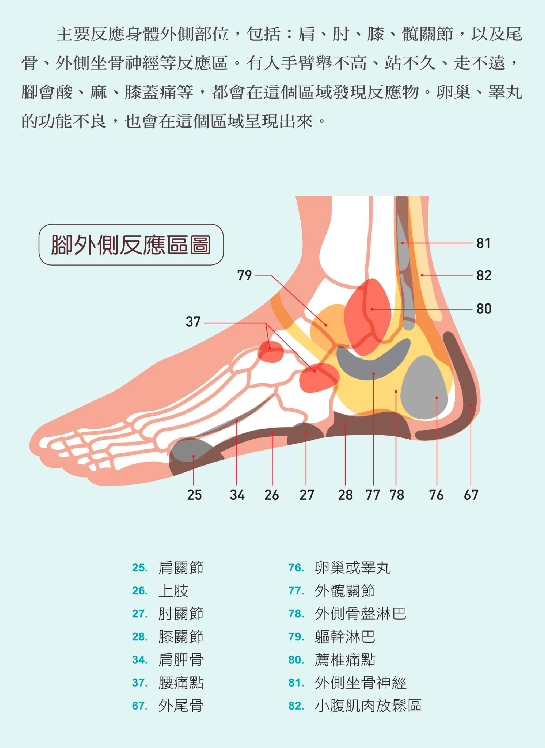 主要反應身體外側部位，包括：肩、肘、膝、髖關節，以及尾
骨、外側坐骨神經等反應區。有人手臂舉不高、站不久、走不遠，
腳會酸、麻、膝蓋痛等，都會在這個區域發現反應物。卵巢、睪丸
的功能不良，也會在這個區域呈現出來。
腳外側反應區圖
81
79
82
80
37
25 34 26 27 28 77 78 76 67
25. 肩關節
26. 上肢
27. 肘關節
28. 膝關節
34. 肩胛骨
37. 腰痛點
67. 外尾骨
76. 卵巢或睪丸
77. 外髖關節
78. 外側骨盤淋巴
79. 軀幹淋巴
80. 薦椎痛點
81. 外側坐骨神經
82. 小腹肌肉放鬆區